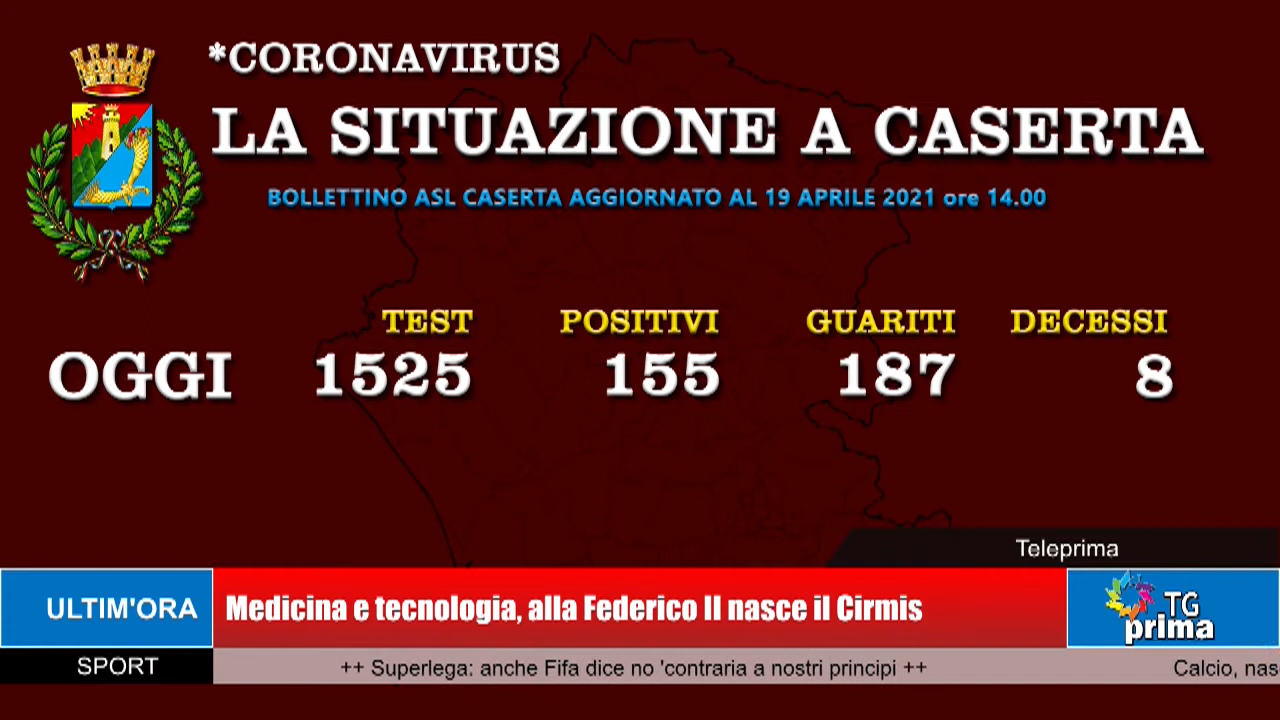 *CORONAVIRUS
LA SITUAZIONE A CASERTA
BOLLETTINO ASL CASERTA AGGIORNATO AL 19 APRILE 2021 ore 14.00
TEST POSITIVI GUARITI DECESSI
OGGI 1525 155 187 8
Teleprima
ULTIM'ORA Medicina e tecnologia, alla Federico II nasce il Cirmis
TG
prima
SPORT ++ Superlega: anche Fifa dice no 'contraria a nostri principi ++ Calcio, nas